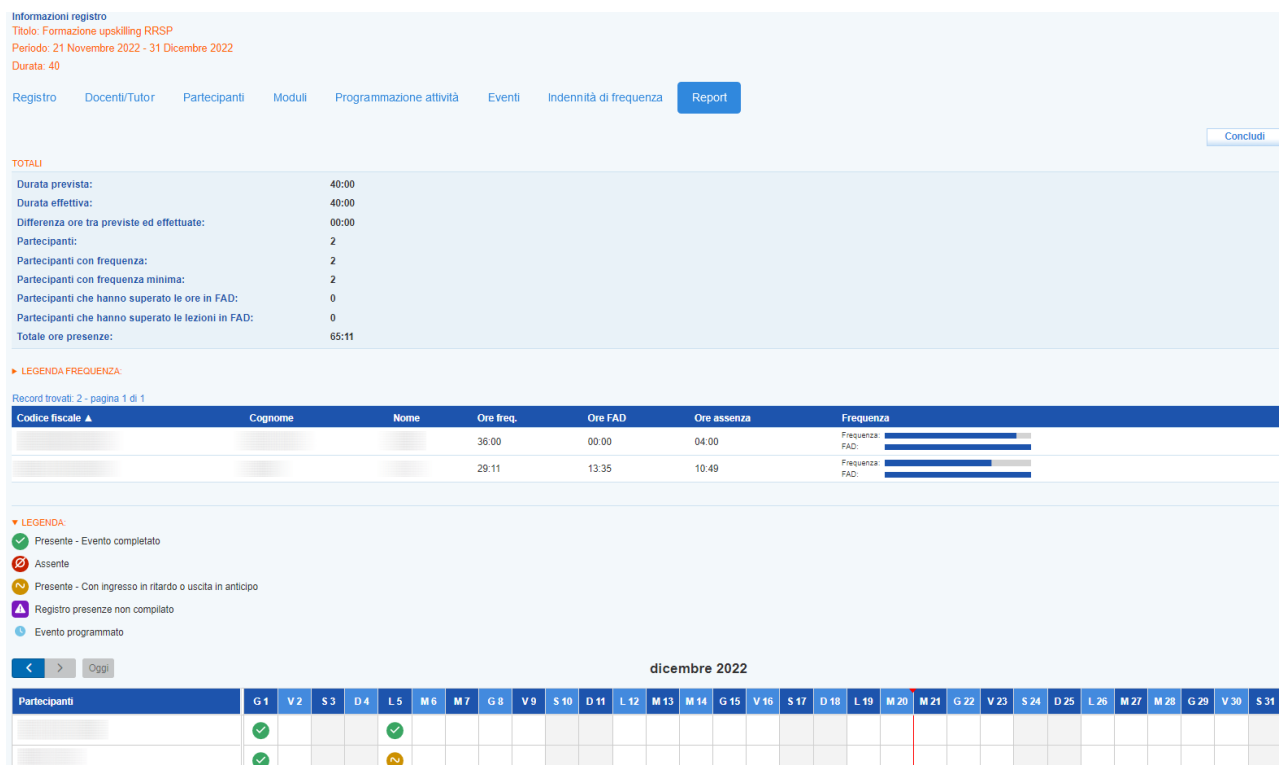 Informazioni registro
Titolo: Formazione upskilling RRSP
Periodo: 21 Novembre 2022 - 31 Dicembre 2022
Durata: 40
Registro Docenti/Tutor Partecipanti Moduli Programmazione attività Eventi Indennità di frequenza Report
Concludi
TOTALI
Durata prevista: 40:00
Durata effettiva: 40:00
Differenza ore tra previste ed effettuate: 00:00
Partecipanti: 2
Partecipanti con frequenza: 2
Partecipanti con frequenza minima: 2
Partecipanti che hanno superato le ore in FAD: 0
Partecipanti che hanno superato le lezioni in FAD: 0
Totale ore presenze: 65:11
► LEGENDA FREQUENZA:
Record trovati: 2 - pagina 1 di 1
Codice fiscale ▲ Cognome Nome Ore freq. Ore FAD Ore assenza Frequenza
36:00 00:00 04:00 Frequenza:
FAD:
29:11 13:35 10:49 Frequenza:
FAD:
▼ LEGENDA:
Presente - Evento completato
Assente
Presente - Con ingresso in ritardo o uscita in anticipo
Registro presenze non compilato
Evento programmato
< > Oggi dicembre 2022
Partecipanti G 1 V 2 S 3 D 4 L 5 M 6 M 7 G 8 V 9 S 10 D 11 L 12 M 13 M 14 G 15 V 16 S 17 D 18 L 19 M 20 M 21 G 22 V 23 S 24 D 25 L 26 M 27 M 28 G 29 V 30 S 31